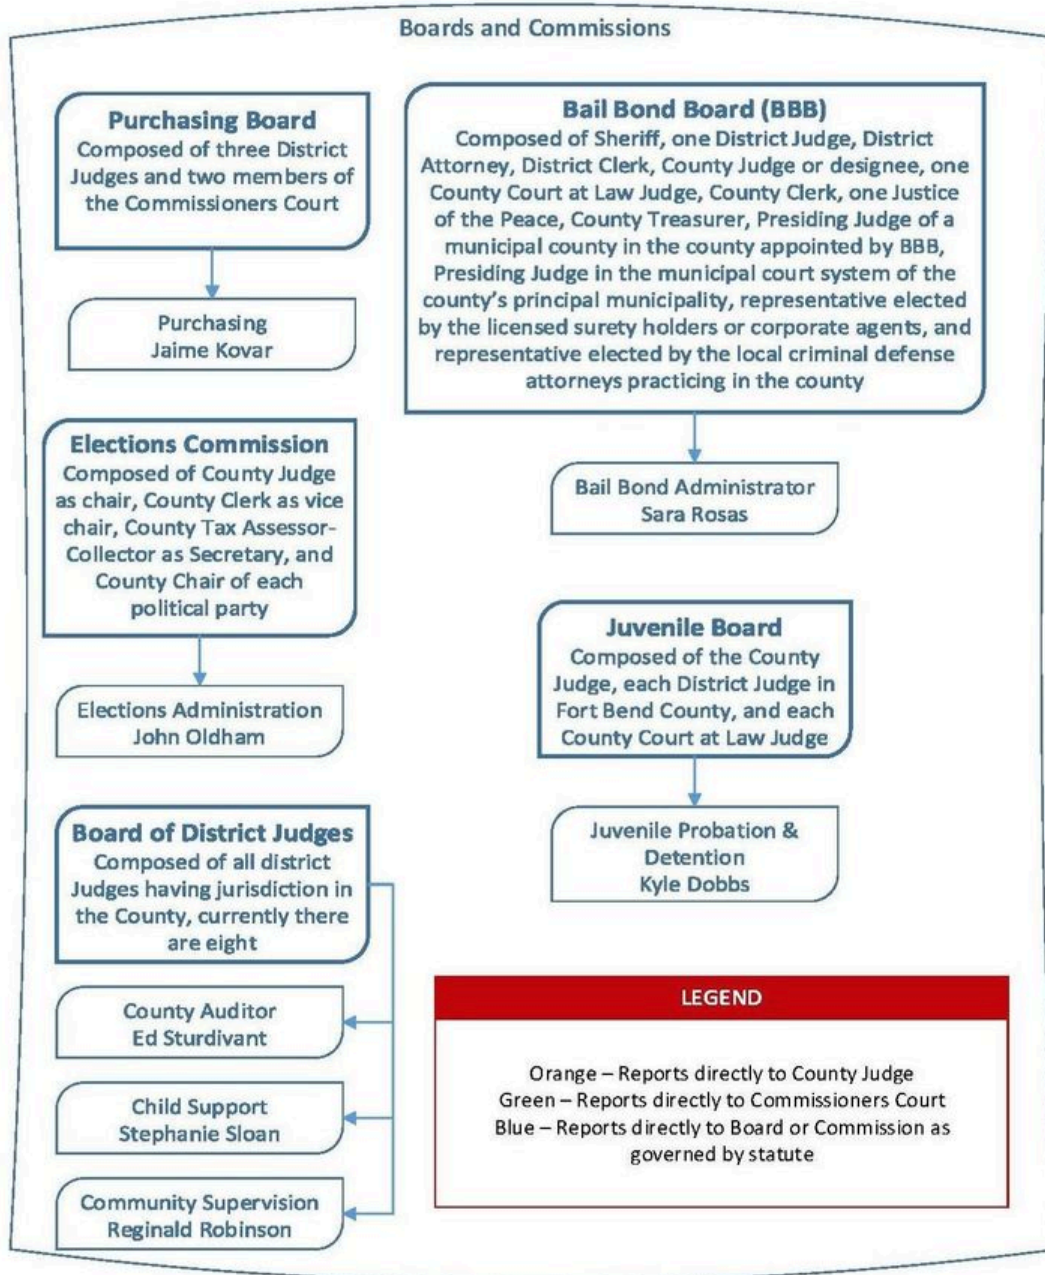 Boards and Commissions
Purchasing Board
Composed of three District
Judges and two members of
the Commissioners Court
Purchasing
Jaime Kovar
Bail Bond Board (BBB)
Composed of Sheriff, one District Judge, District
Attorney, District Clerk, County Judge or designee, one
County Court at Law Judge, County Clerk, one Justice
of the Peace, County Treasurer, Presiding Judge of a
municipal county in the county appointed by BBB,
Presiding Judge in the municipal court system of the
county’s principal municipality, representative elected
by the licensed surety holders or corporate agents, and
representative elected by the local criminal defense
attorneys practicing in the county
Bail Bond Administrator
Sara Rosas
Elections Commission
Composed of County Judge
as chair, County Clerk as vice
chair, County Tax Assessor-
Collector as Secretary, and
County Chair of each
political party
Elections Administration
John Oldham
Juvenile Board
Composed of the County
Judge, each District Judge in
Fort Bend County, and each
County Court at Law Judge
Juvenile Probation &
Detention
Kyle Dobbs
Board of District Judges
Composed of all district
Judges having jurisdiction in
the County, currently there
are eight
County Auditor
Ed Sturdivant
Child Support
Stephanie Sloan
Community Supervision
Reginald Robinson
LEGEND
Orange – Reports directly to County Judge
Green – Reports directly to Commissioners Court
Blue – Reports directly to Board or Commission as
governed by statute